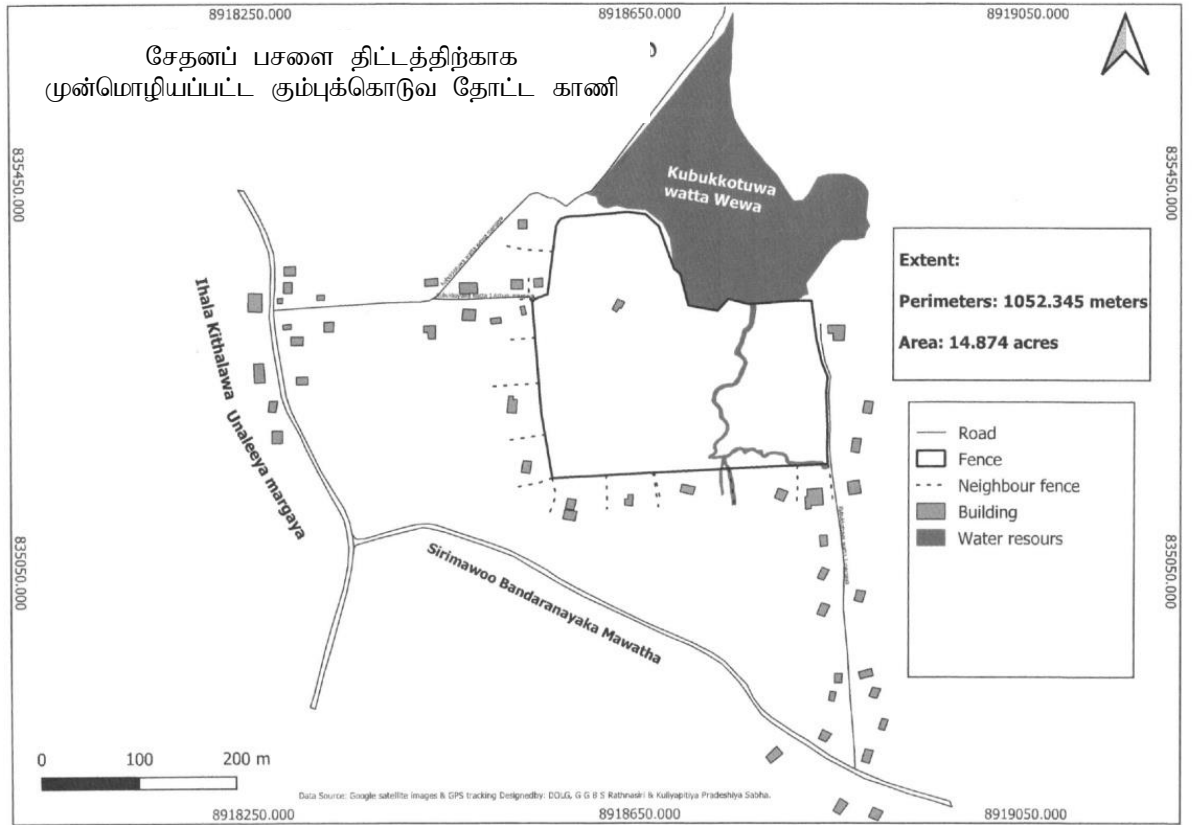 8918250.000 8918650.000 8919050.000
சேதனப் பசளை திட்டத்திற்காக
முன்மொழியப்பட்ட கும்புக்கொடுவ தோட்ட காணி
835450.000
835450.000
Kubukkotuwa
watta Wewa
Extent:
Perimeters: 1052.345 meters
Area: 14.874 acres
Ihala Kithalawa Unaleeya margaya
Road
Fence
Neighbour fence
Building
Water resours
835050.000
835050.000
Sirimawoo Bandaranayaka Mawatha
0 100 200 m
Data Source: Google satellite images & GPS tracking Designedby: DOLG, G G B S Rathnasiri & Kuliyapitiya Pradeshiya Sabha.
8918250.000 8918650.000 8919050.000